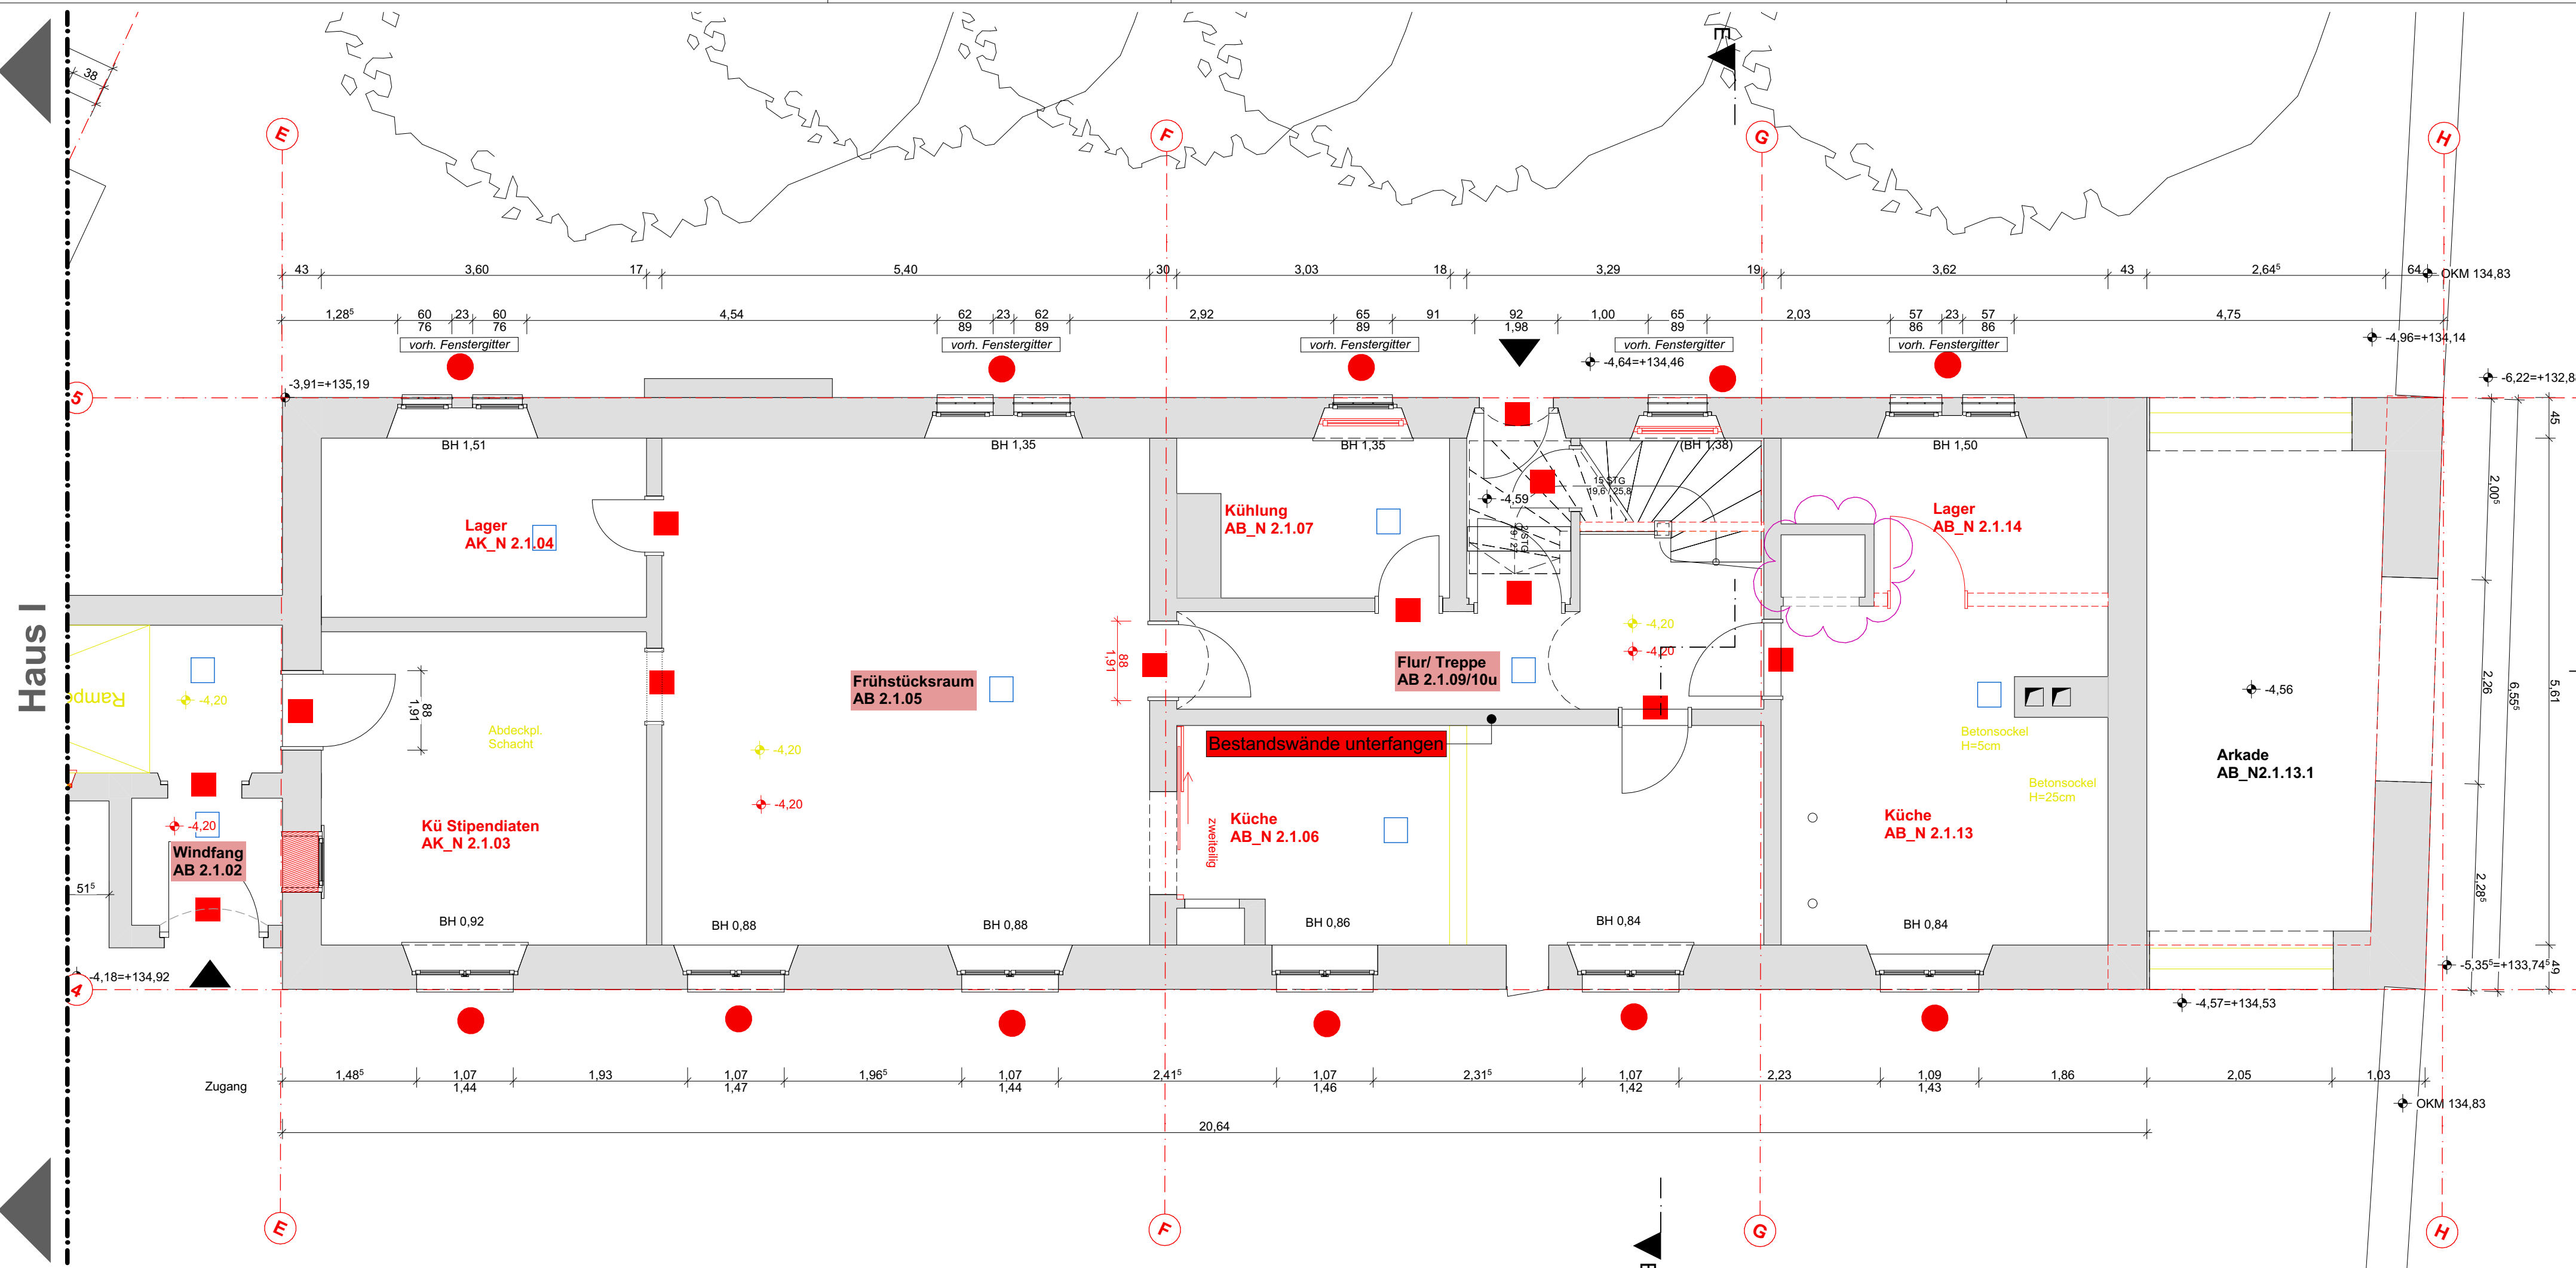 38
E
E
F
G
H
43
3,60
17
5,40
30
3,03
18
3,29
19
3,62
43
2,64⁵
64
OKM 134,83
1,28⁵
60
76
23
60
76
4,54
62
89
23
62
89
2,92
65
89
91
92
1,98
1,00
65
89
2,03
57
86
23
57
86
4,75
vorh. Fenstergitter
vorh. Fenstergitter
vorh. Fenstergitter
vorh. Fenstergitter
vorh. Fenstergitter
-4,64=+134,46
-4,96=+134,14
-6,22=+132,8
-3,91=+135,19
5
BH 1,51
BH 1,35
BH 1,35
(BH 1,38)
BH 1,50
45
Lager
AK_N 2.1.04
Kühlung
AB_N 2.1.07
-4,59
15 STG
19,6 / 25,8
Lager
AB_N 2.1.14
2,00⁵
Haus I
Rampe
-4,20
88
1,91
Abdeckpl.
Schacht
Frühstücksraum
AB 2.1.05
-4,20
-4,20
88
1,91
Flur/ Treppe
AB 2.1.09/10u
-4,20
-4,20
Bestandswände unterfangen
Betonsockel
H=5cm
Betonsockel
H=25cm
-4,56
Arkade
AB_N2.1.13.1
2,26
6,55⁵
5,61
2,28⁵
-4,20
Windfang
AB 2.1.02
51⁵
Kü Stipendiaten
AK_N 2.1.03
zweiteilig
Küche
AB_N 2.1.06
Küche
AB_N 2.1.13
BH 0,92
BH 0,88
BH 0,88
BH 0,86
BH 0,84
BH 0,84
-4,18=+134,92
4
-5,35⁵=+133,74⁵
49
-4,57=+134,53
Zugang
1,48⁵
1,07
1,44
1,93
1,07
1,47
1,96⁵
1,07
1,44
2,41⁵
1,07
1,46
2,31⁵
1,07
1,42
2,23
1,09
1,43
1,86
2,05
1,03
OKM 134,83
20,64
E
F
G
H
E